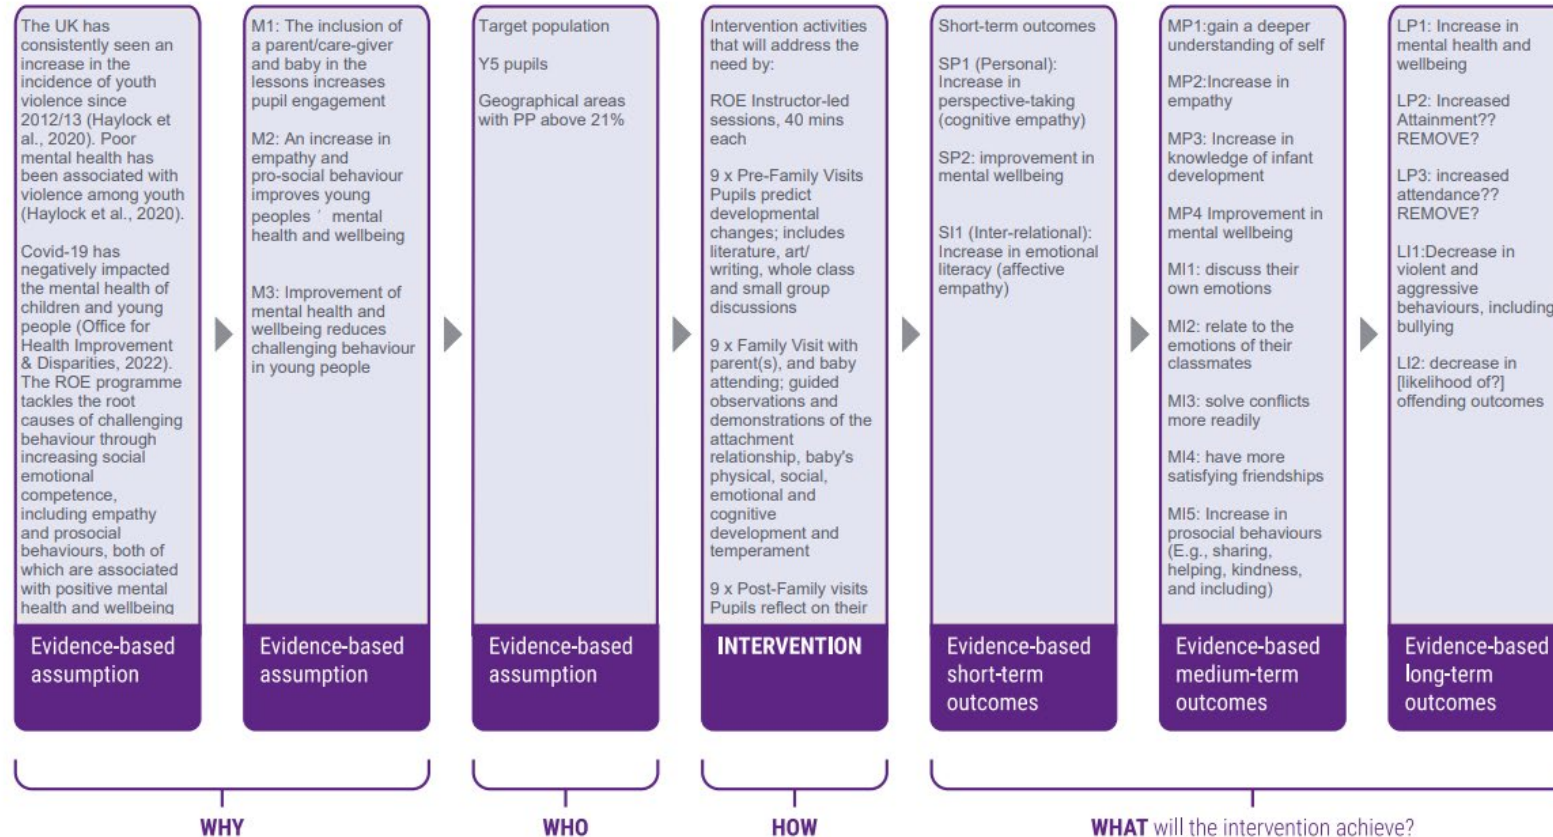 The UK has
consistently seen an
increase in the
incidence of youth
violence since
2012/13 (Haylock et
al., 2020). Poor
mental health has
been associated with
violence among youth
(Haylock et al., 2020).
Covid-19 has
negatively impacted
the mental health of
children and young
people (Office for
Health Improvement
& Disparities, 2022).
The ROE programme
tackles the root
causes of challenging
behaviour through
increasing social
emotional
competence,
including empathy
and prosocial
behaviours, both of
which are associated
with positive mental
health and wellbeing
Evidence-based
assumption
M1: The inclusion of
a parent/care-giver
and baby in the
lessons increases
pupil engagement
M2: An increase in
empathy and
pro-social behaviour
improves young
peoples ' mental
health and wellbeing
M3: Improvement of
mental health and
wellbeing reduces
challenging behaviour
in young people
Evidence-based
assumption
Target population
Y5 pupils
Geographical areas
with PP above 21%
Evidence-based
assumption
Intervention activities
that will address the
need by:
ROE Instructor-led
sessions, 40 mins
each
9 x Pre-Family Visits
Pupils predict
developmental
changes; includes
literature, art/
writing, whole class
and small group
discussions
9 x Family Visit with
parent(s), and baby
attending; guided
observations and
demonstrations of the
attachment
relationship, baby's
physical, social,
emotional and
cognitive
development and
temperament
9 x Post-Family visits
Pupils reflect on their
INTERVENTION
Short-term outcomes
SP1 (Personal):
Increase in
perspective-taking
(cognitive empathy)
SP2: improvement in
mental wellbeing
SI1 (Inter-relational):
Increase in emotional
literacy (affective
empathy)
Evidence-based
short-term
outcomes
MP1:gain a deeper
understanding of self
MP2:Increase in
empathy
MP3: Increase in
knowledge of infant
development
MP4 Improvement in
mental wellbeing
MI1: discuss their
own emotions
MI2: relate to the
emotions of their
classmates
MI3: solve conflicts
more readily
MI4: have more
satisfying friendships
MI5: Increase in
prosocial behaviours
(E.g., sharing,
helping, kindness,
and including)
Evidence-based
medium-term
outcomes
LP1: Increase in
mental health and
wellbeing
LP2: Increased
Attainment??
REMOVE?
LP3: increased
attendance??
REMOVE?
LI1:Decrease in
violent and
aggressive
behaviours, including
bullying
LI2: decrease in
[likelihood of?]
offending outcomes
Evidence-based
long-term
outcomes
WHY
WHO
HOW
WHAT will the intervention achieve?